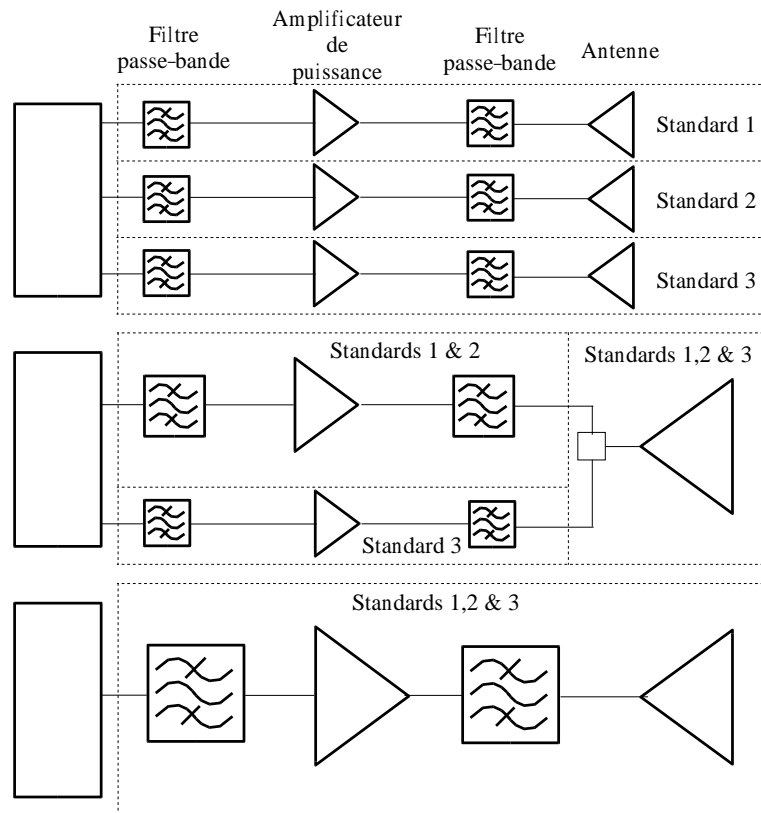 Filtre
passe-bande
Amplificateur
de
puissance
Filtre
passe-bande
Antenne
Standard 1
Standard 2
Standard 3
Standards 1 & 2
Standards 1,2 & 3
Standard 3
Standards 1,2 & 3